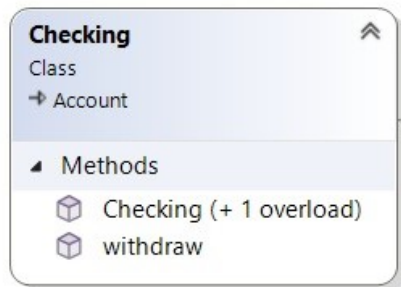 Checking
Class
Account
Methods
Checking (+ 1 overload)
withdraw